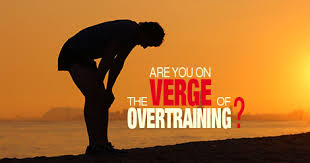 ARE YOU ON
THE VERGE OF
OVERTRAINING?